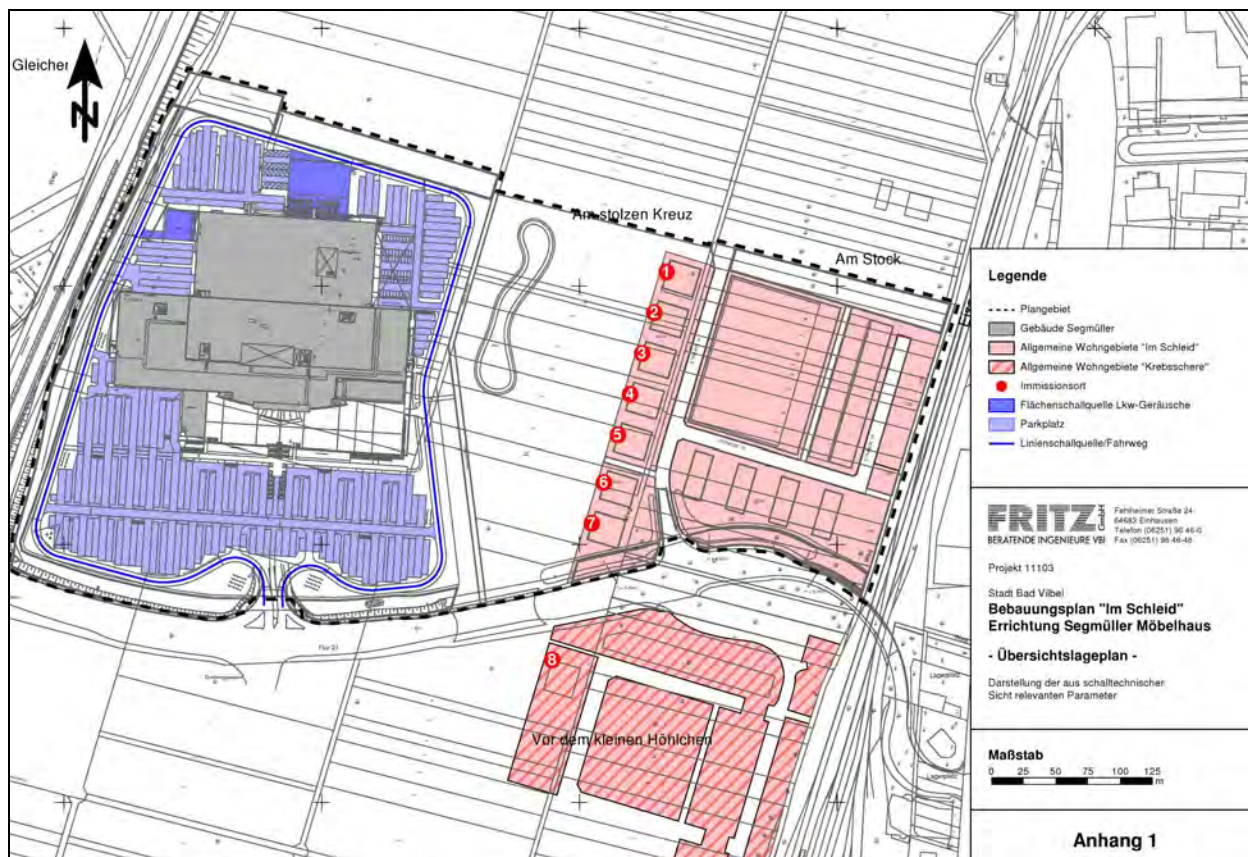 Gleicher
N
Weg
Am stolzen Kreuz
Am Stock
1
2
3
4
5
6
7
8
Flur 21
Vor dem kleinen Höhlchen
Lagerplatz
Lagerplatz
Legende
Plangebiet
Gebäude Segmüller
Allgemeine Wohngebiete "Im Schleid"
Allgemeine Wohngebiete "Krebsschere"
Immissionsort
Flächenschallquelle Lkw-Geräusche
Parkplatz
Linienschallquelle/Fahrweg
FRITZ GmbH
BERATENDE INGENIEURE VBI
Fehlheimer Straße 24
64683 Einhausen
Telefon (06251) 96 46-0
Fax (06251) 96 46-46
Projekt 11103
Stadt Bad Vilbel
Bebauungsplan "Im Schleid"
Errichtung Segmüller Möbelhaus
- Übersichtslageplan -
Darstellung der aus schalltechnischer
Sicht relevanten Parameter
Maßstab
0 25 50 75 100 125
m
Anhang 1